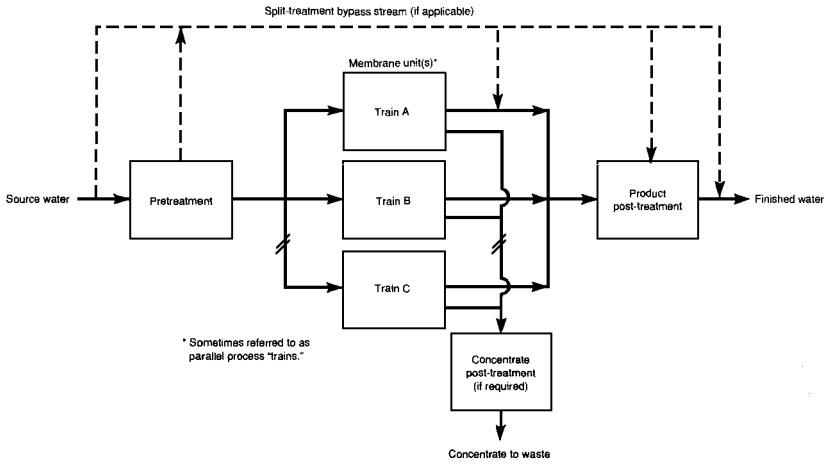 Split-treatment bypass stream (if applicable)
Membrane unit(s)*
Train A
Source water
Pretreatment
Train B
Product
post-treatment
Finished water
Train C
* Sometimes referred to as
parallel process "trains."
Concentrate
post-treatment
(if required)
Concentrate to waste